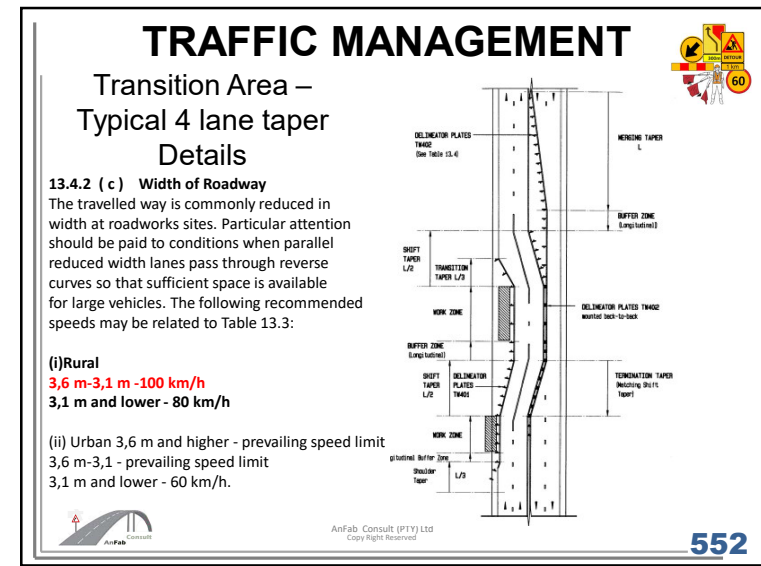 TRAFFIC MANAGEMENT
300m
DETOUR
1 km
60
Transition Area –
Typical 4 lane taper
Details
13.4.2 ( c ) Width of Roadway
The travelled way is commonly reduced in
width at roadworks sites. Particular attention
should be paid to conditions when parallel
reduced width lanes pass through reverse
curves so that sufficient space is available
for large vehicles. The following recommended
speeds may be related to Table 13.3:
(i)Rural
3,6 m-3,1 m -100 km/h
3,1 m and lower - 80 km/h
(ii) Urban 3,6 m and higher - prevailing speed limit
3,6 m-3,1 - prevailing speed limit
3,1 m and lower - 60 km/h.
DELINEATOR PLATES
TW402
(See Table 13.4)
MERGING TAPER
L
BUFFER ZONE
(Longitudinal)
SHIFT
TAPER
L/2
TRANSITION
TAPER L/3
WORK ZONE
DELINEATOR PLATES TW402
mounted back-to-back
BUFFER ZONE
(Longitudinal)
SHIFT
TAPER
L/2
DELINEATOR
PLATES
TW401
TERMINATION TAPER
(Matching Shift
Taper)
WORK ZONE
gitudinal Buffer Zone
Shoulder
Taper
L/3
AnFab Consult
AnFab Consult (PTY) Ltd
Copy Right Reserved
552